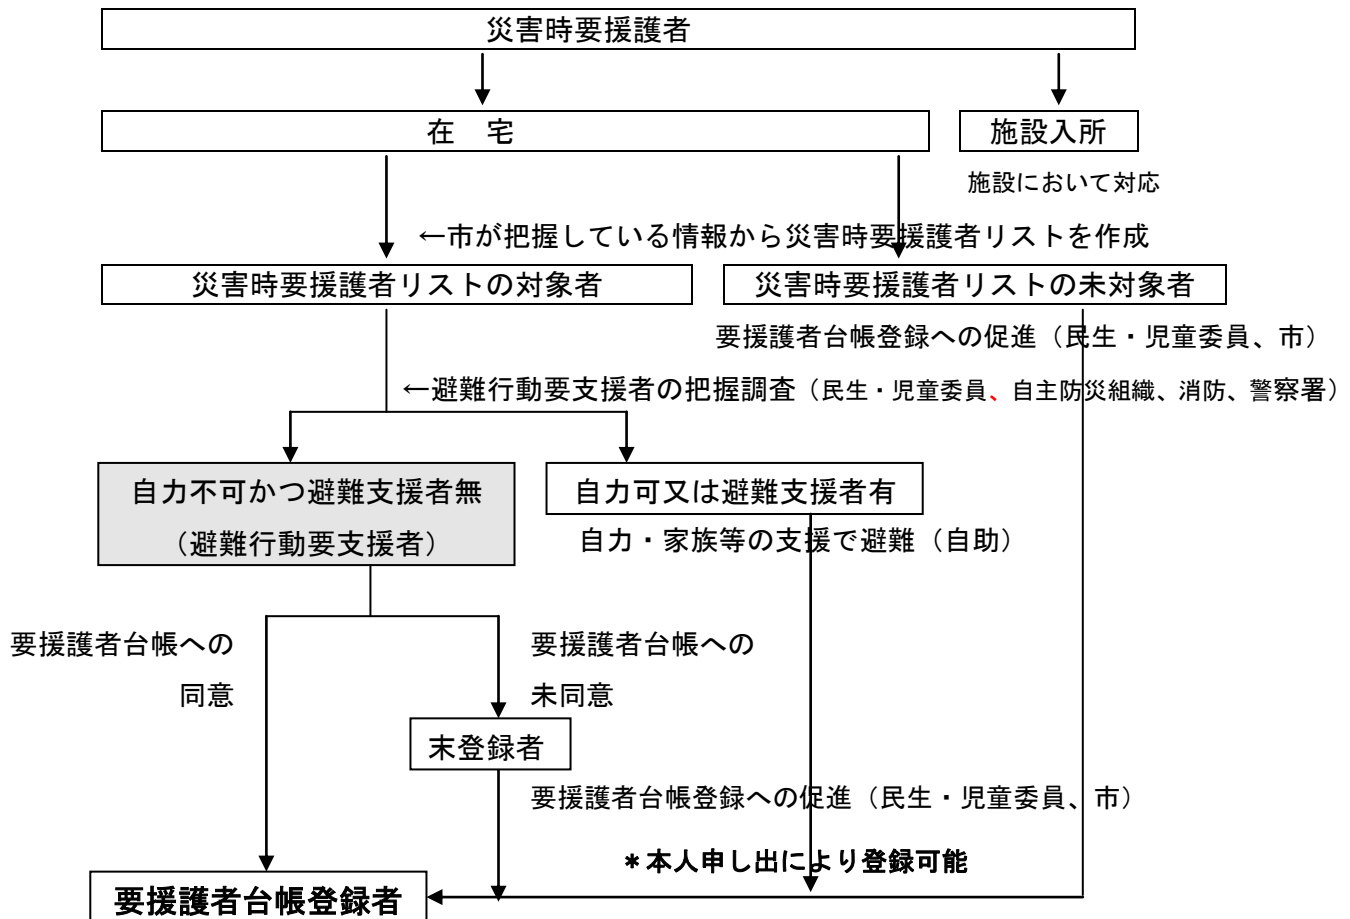 災害時要援護者
在　宅
施設入所
施設において対応
←市が把握している情報から災害時要援護者リストを作成
災害時要援護者リストの対象者
災害時要援護者リストの未対象者
要援護者台帳登録への促進（民生・児童委員、市）
←避難行動要支援者の把握調査（民生・児童委員、自主防災組織、消防、警察署）
自力不可かつ避難支援者無
（避難行動要支援者）
自力可又は避難支援者有
自力・家族等の支援で避難（自助）
要援護者台帳への
同意
要援護者台帳への
未同意
末登録者
要援護者台帳登録への促進（民生・児童委員、市）
＊本人申し出により登録可能
要援護者台帳登録者